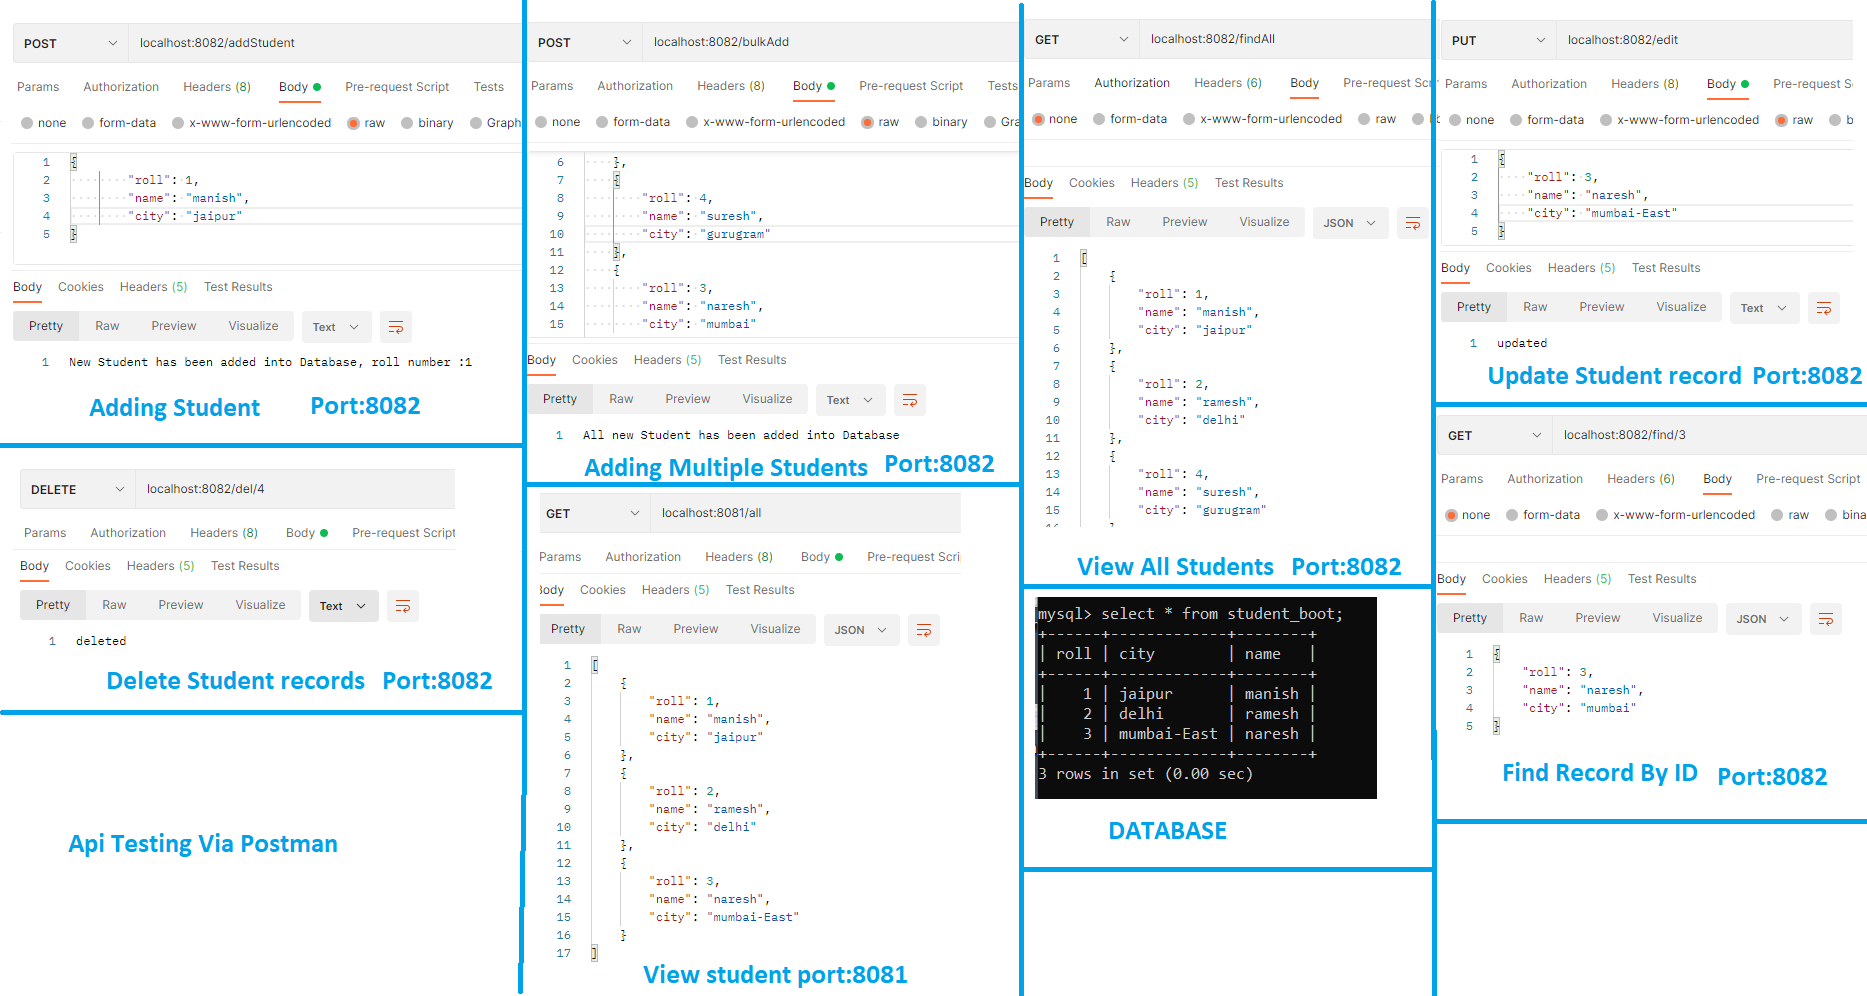 POST
localhost:8082/addStudent
Params Authorization Headers (8) Body Pre-request Script Tests
none form-data x-www-form-urlencoded raw binary
1 {
2 "roll": 1,
3 "name": "manish",
4 "city": "jaipur"
5 }
Body Cookies Headers (5) Test Results
Pretty Raw Preview Visualize Text
1 New Student has been added into Database, roll number :1
Adding Student Port:8082
DELETE
localhost:8082/del/4
Params Authorization Headers (8) Body Pre-request Script
Body Cookies Headers (5) Test Results
Pretty Raw Preview Visualize Text
1 deleted
Delete Student records Port:8082
Api Testing Via Postman
POST
localhost:8082/bulkAdd
Params Authorization Headers (8) Body Pre-request Script Tests
none form-data x-www-form-urlencoded raw binary
6 },
7 {
8 "roll": 4,
9 "name": "suresh",
10 "city": "gurugram"
11 },
12 {
13 "roll": 3,
14 "name": "naresh",
15 "city": "mumbai"
Body Cookies Headers (5) Test Results
Pretty Raw Preview Visualize Text
1 All new Student has been added into Database
Adding Multiple Students Port:8082
GET
localhost:8081/all
Params Authorization Headers (8) Body Pre-request
Body Cookies Headers (5) Test Results
Pretty Raw Preview Visualize JSON
1 [
2 {
3 "roll": 1,
4 "name": "manish",
5 "city": "jaipur"
6 },
7 {
8 "roll": 2,
9 "name": "ramesh",
10 "city": "delhi"
11 },
12 {
13 "roll": 3,
14 "name": "naresh",
15 "city": "mumbai-East"
16 }
17 ]
View student port:8081
GET
localhost:8082/findAll
Params Authorization Headers (6) Body Pre-request
none form-data x-www-form-urlencoded raw
Body Cookies Headers (5) Test Results
Pretty Raw Preview Visualize JSON
1 [
2 {
3 "roll": 1,
4 "name": "manish",
5 "city": "jaipur"
6 },
7 {
8 "roll": 2,
9 "name": "ramesh",
10 "city": "delhi"
11 },
12 {
13 "roll": 4,
14 "name": "suresh",
15 "city": "gurugram"
View All Students Port:8082
mysql> select * from student_boot;
+------+-------------+--------+
| roll | city | name |
+------+-------------+--------+
| 1 | jaipur | manish |
| 2 | delhi | ramesh |
| 3 | mumbai-East | naresh |
+------+-------------+--------+
3 rows in set (0.00 sec)
DATABASE
PUT
localhost:8082/edit
Params Authorization Headers (8) Body Pre-request
none form-data x-www-form-urlencoded raw
1 {
2 "roll": 3,
3 "name": "naresh",
4 "city": "mumbai-East"
5 }
Body Cookies Headers (5) Test Results
Pretty Raw Preview Visualize Text
1 updated
Update Student record Port:8082
GET
localhost:8082/find/3
Params Authorization Headers (6) Body Pre-request Script
none form-data x-www-form-urlencoded raw
Body Cookies Headers (5) Test Results
Pretty Raw Preview Visualize JSON
1 {
2 "roll": 3,
3 "name": "naresh",
4 "city": "mumbai"
5 }
Find Record By ID Port:8082